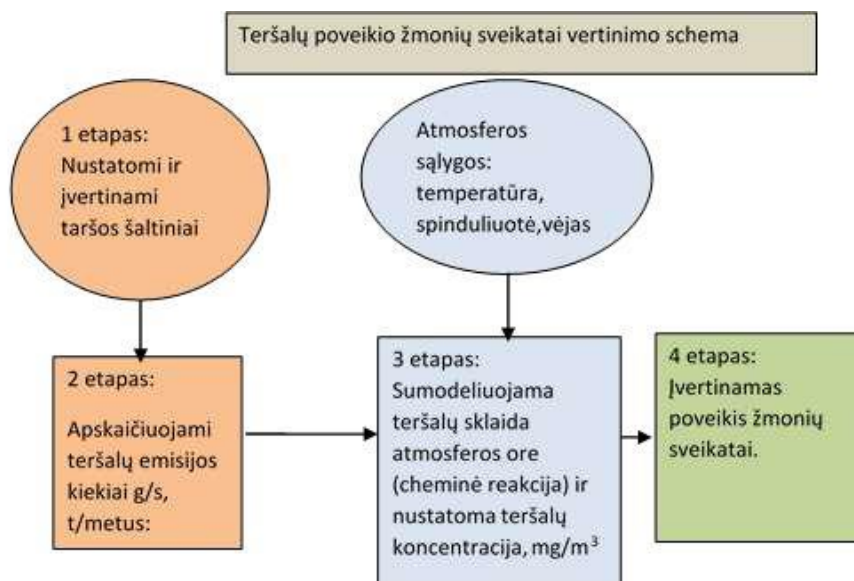 Teršalų poveikio žmonių sveikatai vertinimo schema
1 etapas:
Nustatomi ir
įvertinami
taršos šaltiniai
Atmosferos
sąlygos:
temperatūra,
spinduliuotė,vėjas
2 etapas:
Apskaičiuojami
teršalų emisijos
kiekiai g/s,
t/metus:
3 etapas:
Sumodeliuojama
teršalų sklaida
atmosferos ore
(cheminė reakcija) ir
nustatoma teršalų
koncentracija, mg/m³
4 etapas:
Įvertinamas
poveikis žmonių
sveikatai.